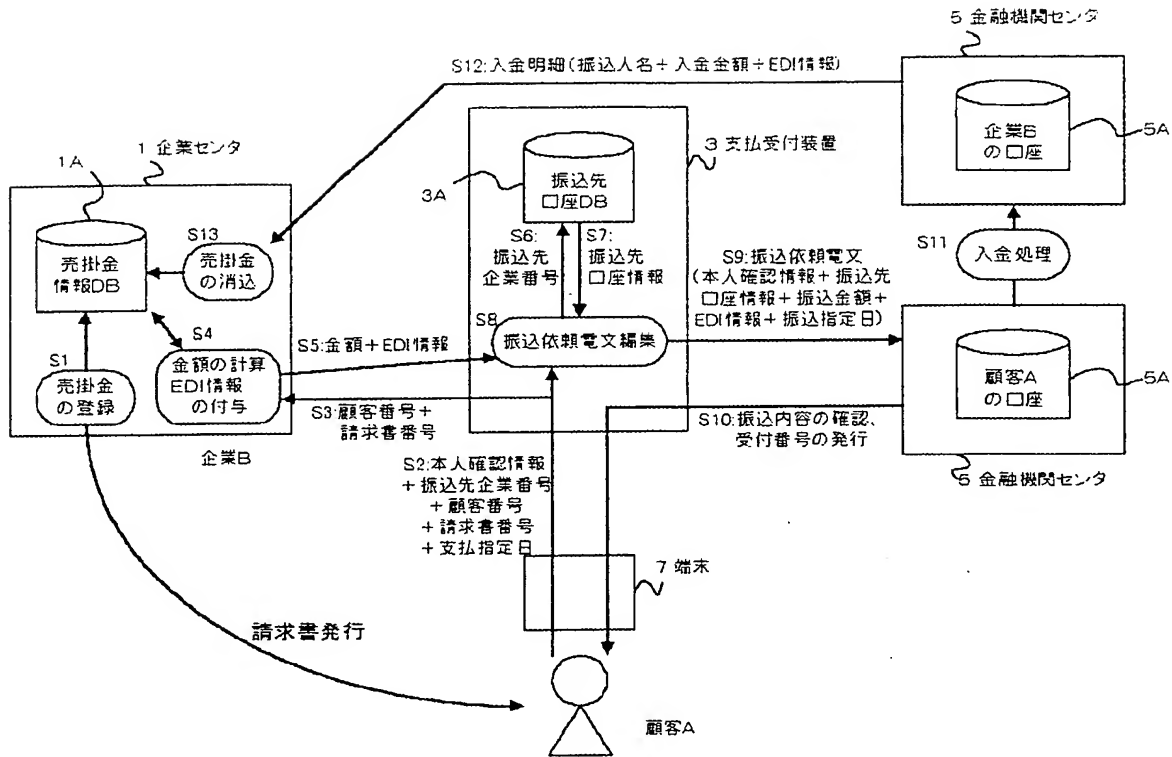 5 金融機関センタ
S12:入金明細(振込人名+入金金額+EDI情報)
企業B
の口座
5A
3 支払受付装置
1 企業センタ
1A
3A
振込先
口座DB
S13
売掛金
の消込
売掛金
情報DB
S6:
振込先
企業番号
S7:
振込先
口座情報
S11
入金処理
S9:振込依頼電文
(本人確認情報+振込先
口座情報+振込金額+
EDI情報+振込指定日)
S8
振込依頼電文編集
S4
金額の計算
EDI情報
の付与
S5:金額+EDI情報
S1
売掛金
の登録
S3:顧客番号+
請求書番号
顧客A
の口座
5A
S10:振込内容の確認、
受付番号の発行
企業B
S2:本人確認情報
+振込先企業番号
+顧客番号
+請求書番号
+支払指定日
5 金融機関センタ
7 端末
請求書発行
顧客A